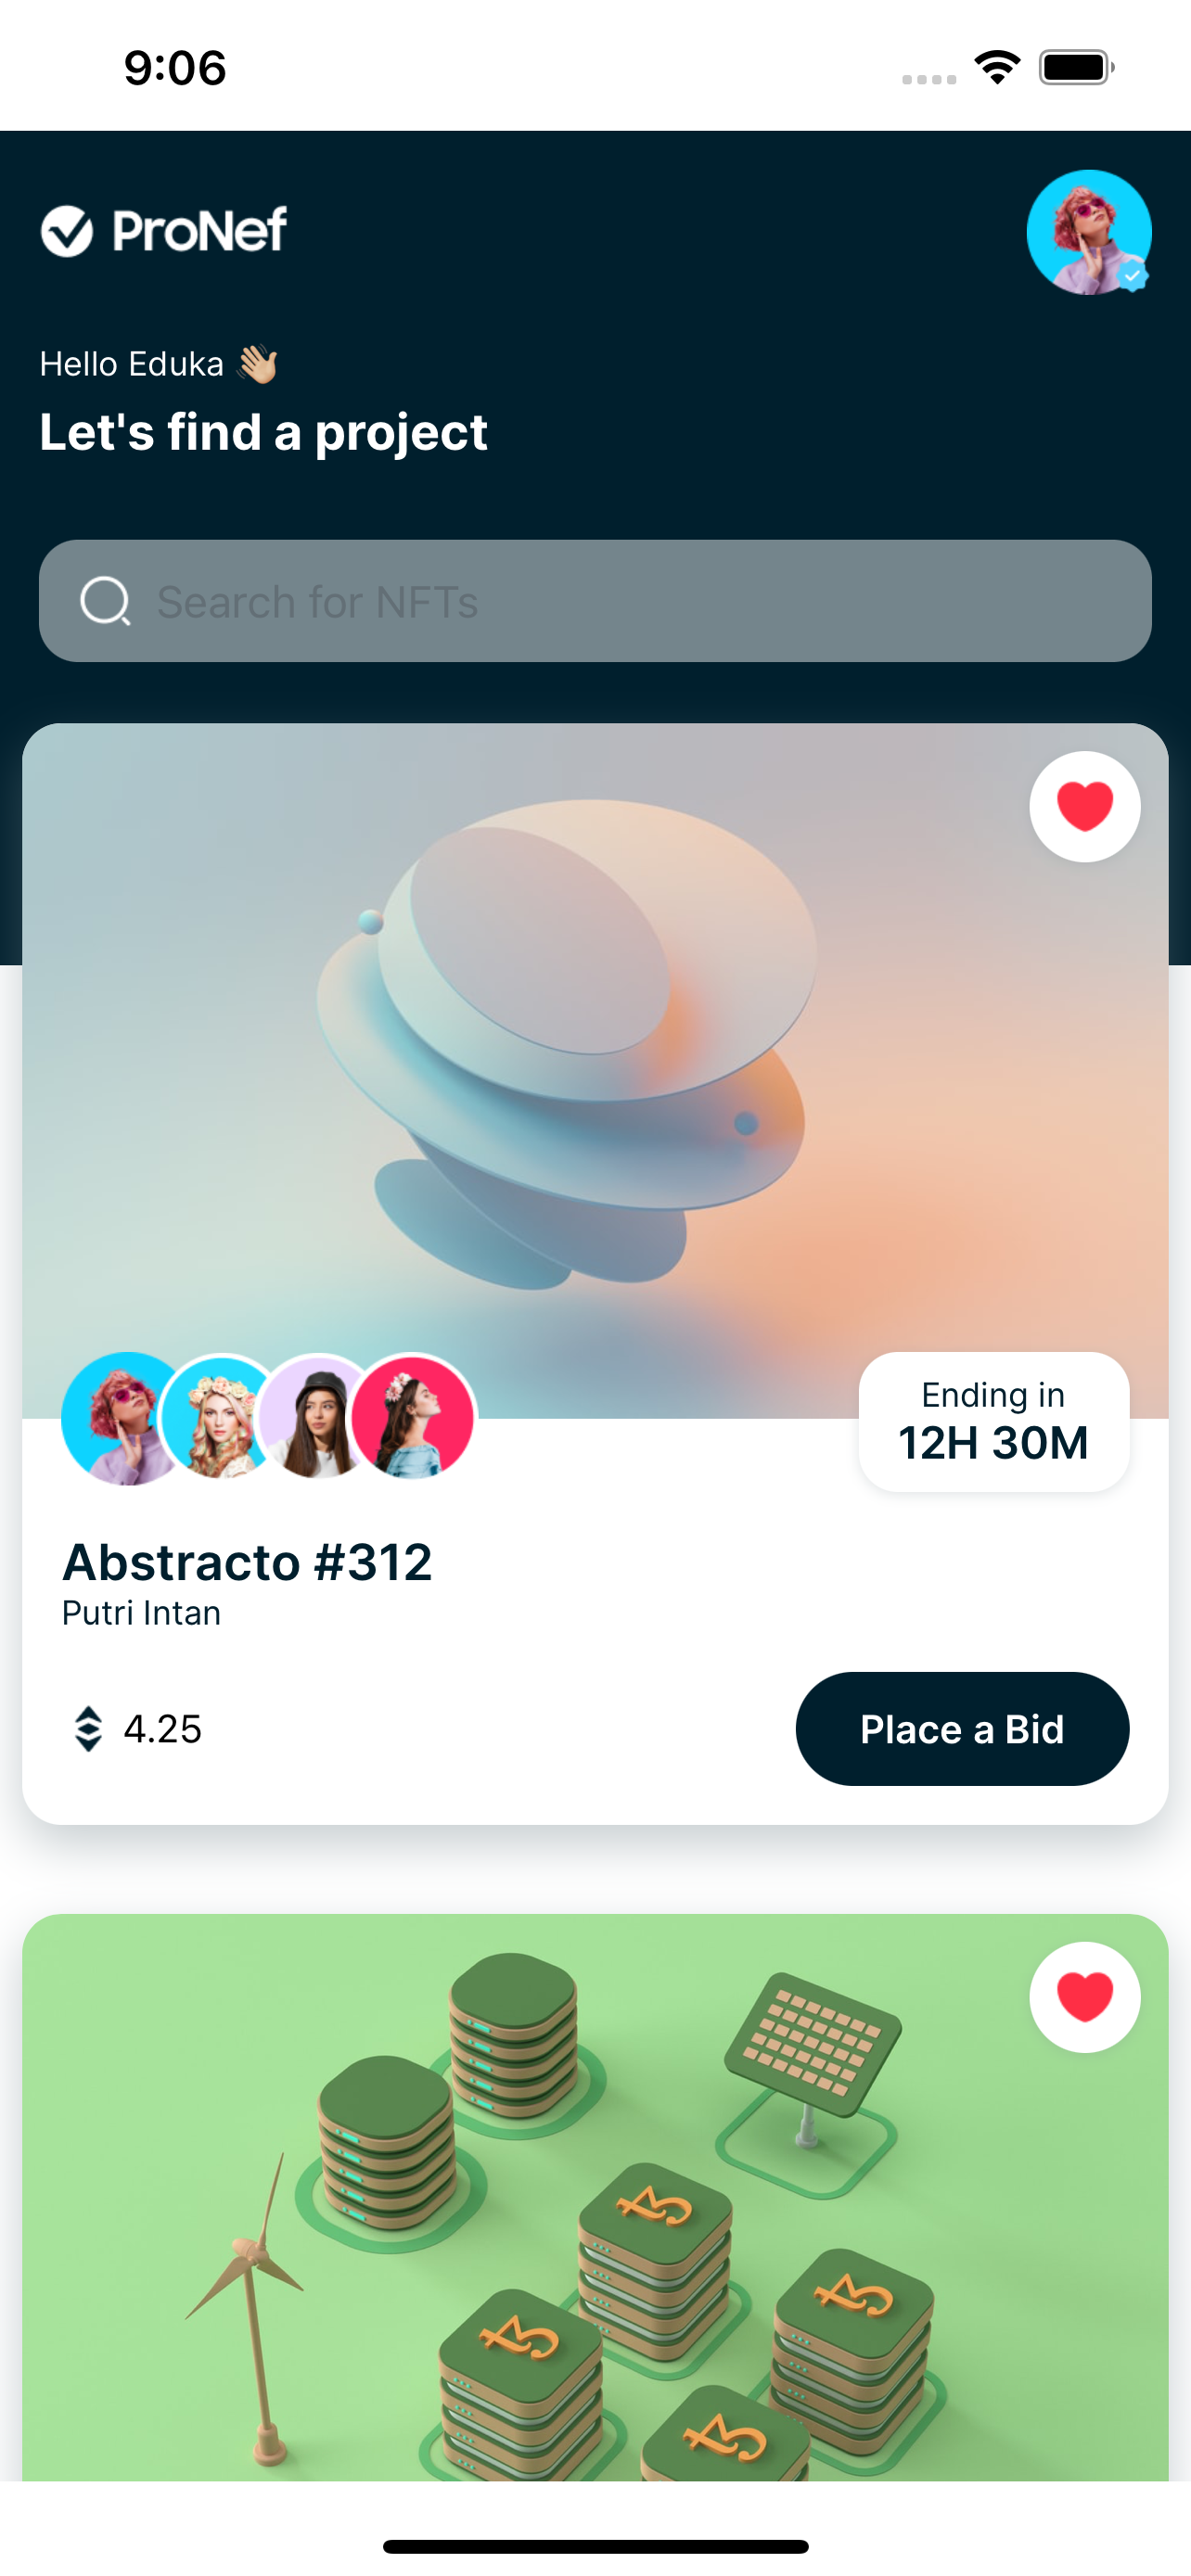 9:06
ProNef
Hello Eduka 👋🏼
Let's find a project
Search for NFTs
Ending in
12H 30M
Abstracto #312
Putri Intan
4.25
Place a Bid